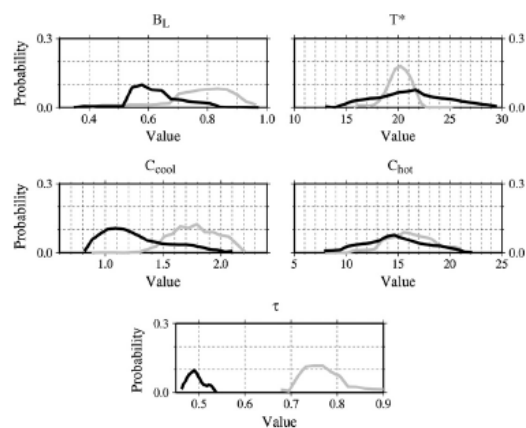 B_L T*
0.3 0.3
Probability
0.0 0.0
0.4 0.6 0.8 1.0 10 15 20 25 30
Value Value
C_cool C_hot
0.3 0.3
Probability
0.0 0.0
1.0 1.5 2.0 5 10 15 20 25
Value Value
τ
0.3
Probability
0.0
0.5 0.6 0.7 0.8 0.9
Value